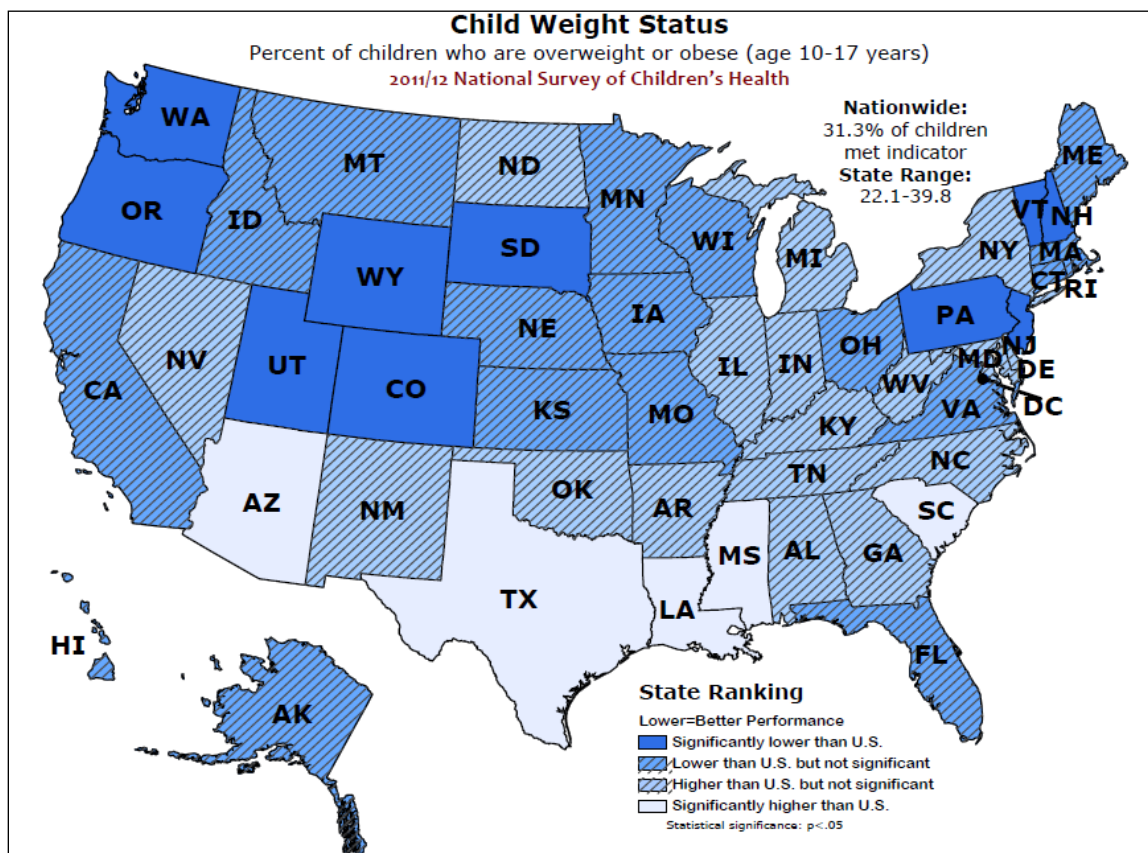 Child Weight Status
Percent of children who are overweight or obese (age 10-17 years)
2011/12 National Survey of Children's Health
Nationwide:
31.3% of children
met indicator
State Range:
22.1-39.8
WA
MT
ND
MN
ME
OR
ID
WY
SD
WI
MI
NY
VT
NH
MA
CT
RI
NV
UT
CO
NE
IA
IL
IN
OH
PA
NJ
CA
KS
MO
KY
WV
MD
DE
VA
DC
AZ
NM
OK
AR
TN
NC
SC
TX
LA
MS
AL
GA
FL
HI
AK
State Ranking
Lower=Better Performance
Significantly lower than U.S.
Lower than U.S. but not significant
Higher than U.S. but not significant
Significantly higher than U.S.
Statistical significance: p<.05